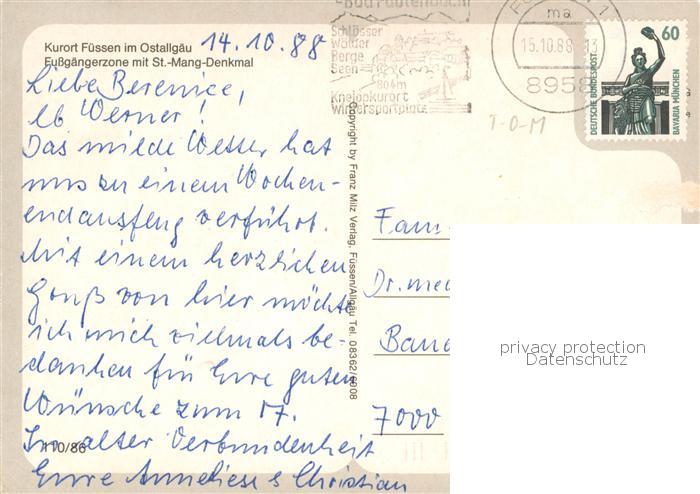 Kurort Füssen im Ostallgäu
Fußgängerzone mit St.-Mang-Denkmal
14.10.88
Liebe Berenice,
lb Werner!
Das milde Wetter hat
uns zu einem Wochen-
endausflug verführt.
Mit einem herzlichen
Gruß von hier möchte
ich mich vielmals be-
danken für Eure guten
Wünsche zum 17.
In alter Verbundenheit
Eure Anneliese & Christian
110/86
Copyright by Franz Milz Verlag, Füssen/Allgäu Tel. 08362/
Schlösser
Wälder
Berge
Seen
804m
Kneippkurort
Wintersportplatz
ma
15.10.88
8958
60
DEUTSCHE BUNDESPOST
BAVARIA MÜNCHEN
T-O-M
Fam
Dr. med
7000
privacy protection
Datenschutz